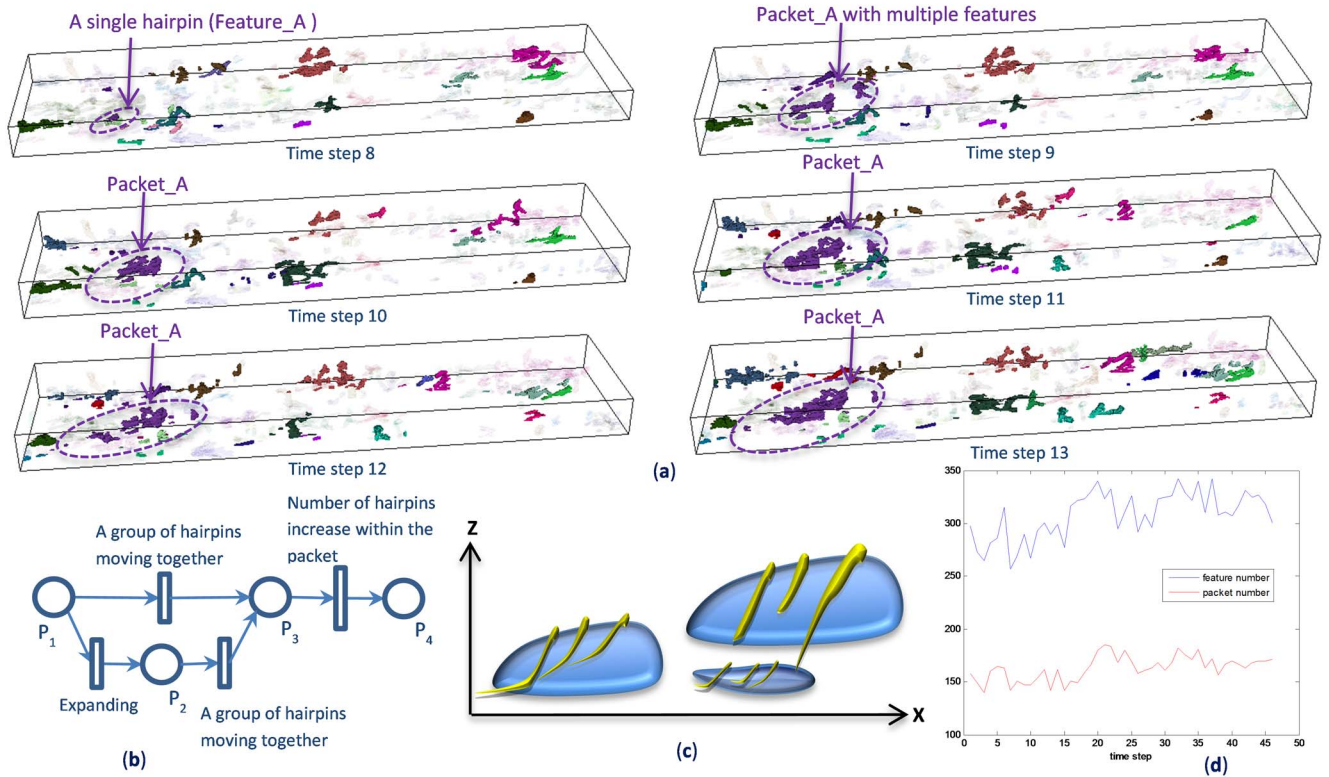 A single hairpin (Feature_A )
Packet_A with multiple features
Time step 8
Time step 9
Packet_A
Packet_A
Time step 10
Time step 11
Packet_A
Packet_A
Time step 12
Time step 13
(a)
A group of hairpins
moving together
Number of hairpins
increase within the
packet
P1
P3
P4
Expanding
P2
A group of hairpins
moving together
(b)
Z
X
(c)
400
350
300
250
200
150
100
0
5
10
15
20
25
30
35
40
45
50
feature number
packet number
time step
(d)